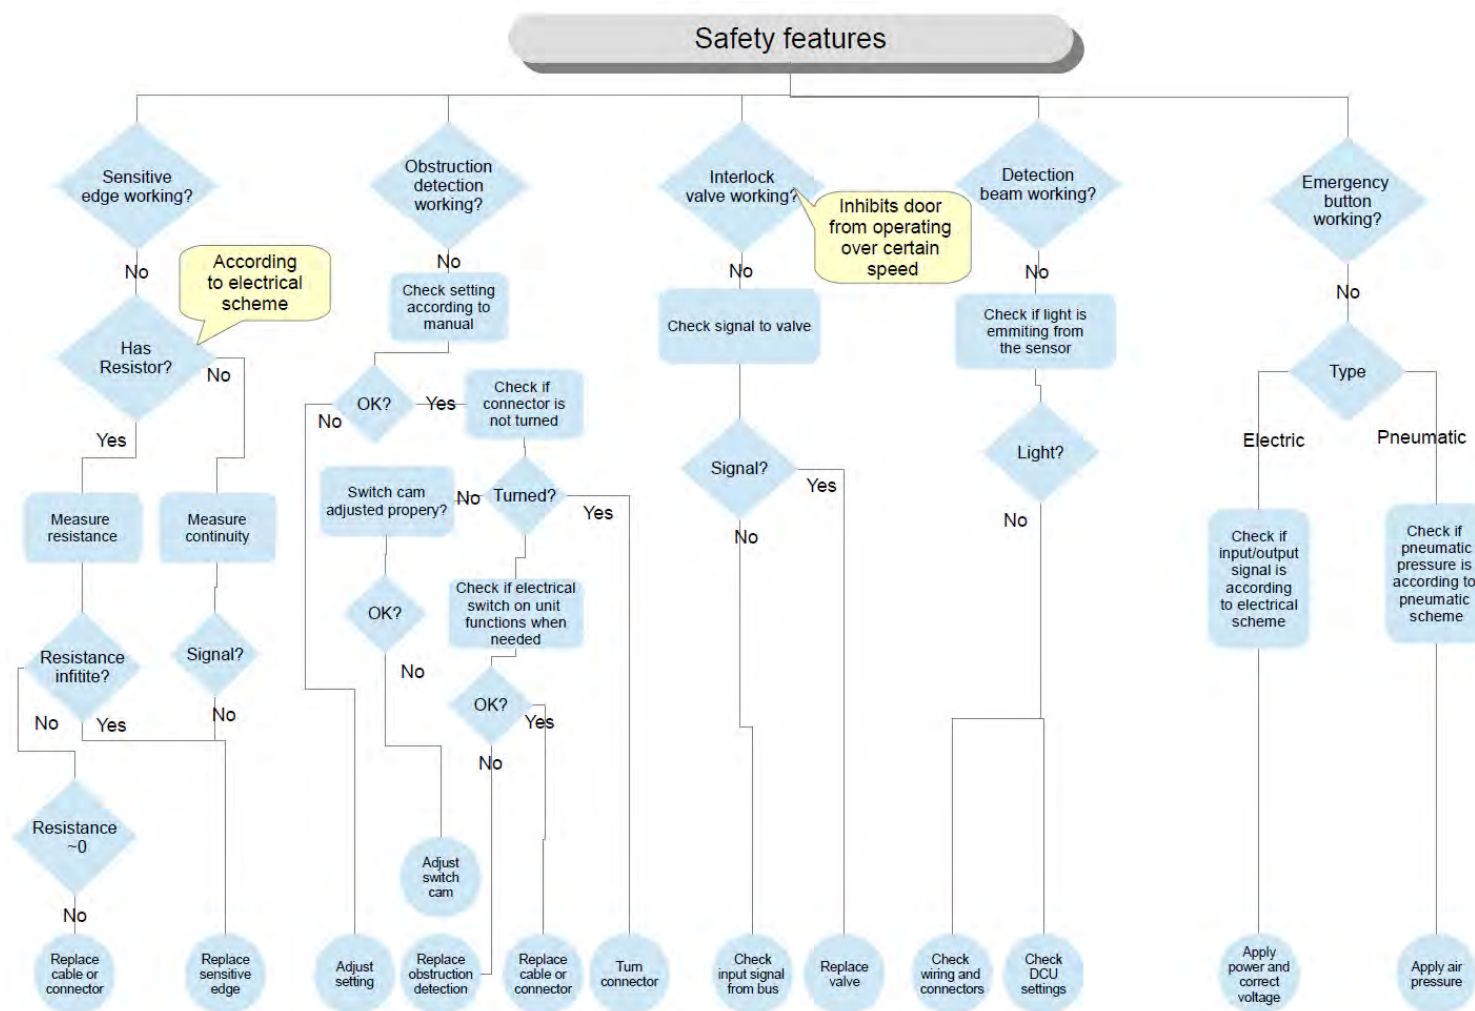 Safety features
Sensitive
edge working?
Obstruction
detection
working?
Interlock
valve working?
Detection
beam working?
Emergency
button
working?
Inhibits door
from operating
over certain
speed
No
According
to electrical
scheme
No
No
No
No
Has
Resistor?
No
Yes
Check setting
according to
manual
Check signal to valve
Check if light is
emmiting from
the sensor
Type
Electric
Pneumatic
OK?
No
Yes
Check if
connector is
not turned
Signal?
Yes
No
Light?
No
Measure
resistance
Measure
continuity
Switch cam
adjusted propery?
No
Turned?
Yes
Check if
input/output
signal is
according
to electrical
scheme
Check if
pneumatic
pressure is
according to
pneumatic
scheme
OK?
No
Check if electrical
switch on unit
functions when
needed
Resistance
infitite?
No
Yes
Signal?
No
OK?
Yes
No
Resistance
~0
No
Adjust
switch
cam
Replace
cable or
connector
Replace
sensitive
edge
Adjust
setting
Replace
obstruction
detection
Replace
cable or
connector
Turn
connector
Check
input signal
from bus
Replace
valve
Check
wiring and
connectors
Check
DCU
settings
Apply
power and
correct
voltage
Apply air
pressure